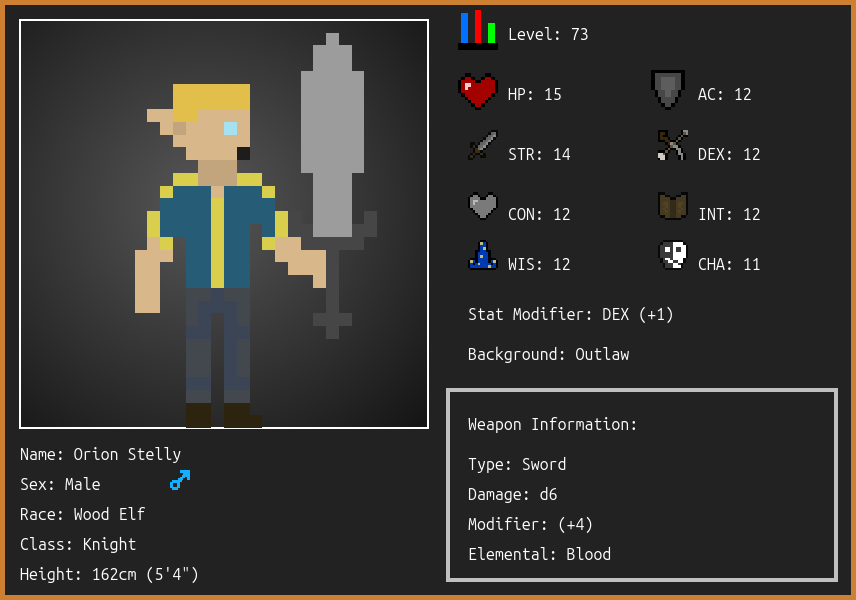 Level: 73
HP: 15
AC: 12
STR: 14
DEX: 12
CON: 12
INT: 12
WIS: 12
CHA: 11
Stat Modifier: DEX (+1)
Background: Outlaw
Weapon Information:
Type: Sword
Damage: d6
Modifier: (+4)
Elemental: Blood
Name: Orion Stelly
Sex: Male
Race: Wood Elf
Class: Knight
Height: 162cm (5'4")